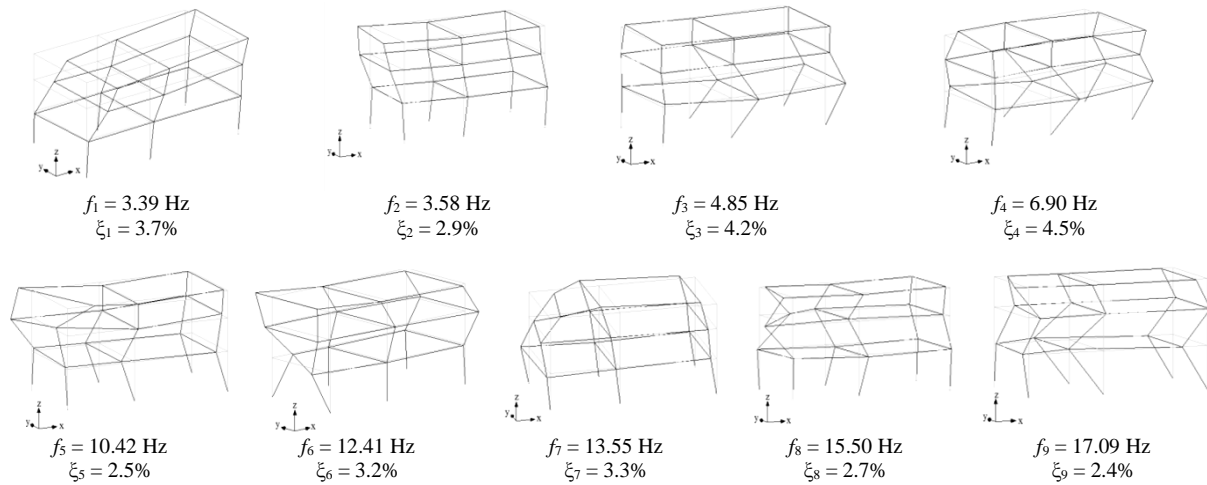 z
y x
f1 = 3.39 Hz
ξ1 = 3.7%
z
y x
f2 = 3.58 Hz
ξ2 = 2.9%
z
y x
f3 = 4.85 Hz
ξ3 = 4.2%
z
y x
f4 = 6.90 Hz
ξ4 = 4.5%
z
y x
f5 = 10.42 Hz
ξ5 = 2.5%
z
y x
f6 = 12.41 Hz
ξ6 = 3.2%
z
y x
f7 = 13.55 Hz
ξ7 = 3.3%
z
y x
f8 = 15.50 Hz
ξ8 = 2.7%
z
y x
f9 = 17.09 Hz
ξ9 = 2.4%